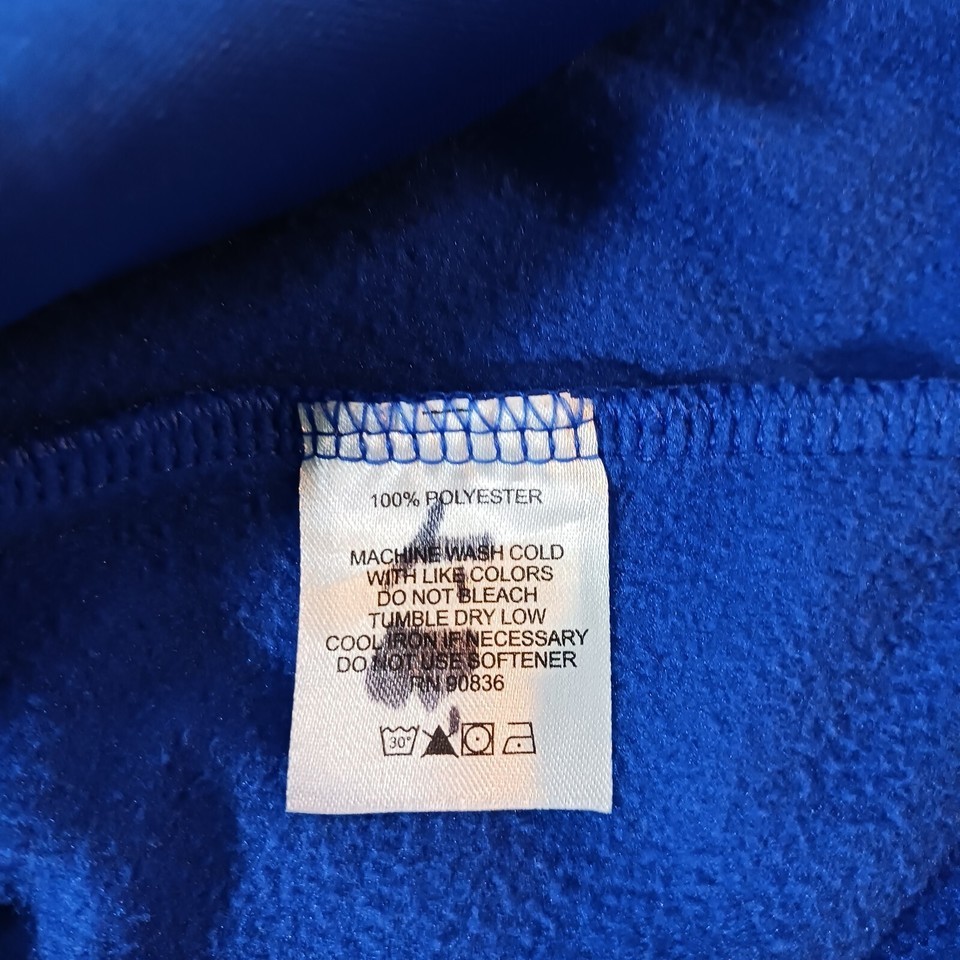 100% POLYESTER
MACHINE WASH COLD
WITH LIKE COLORS
DO NOT BLEACH
TUMBLE DRY LOW
COOL IRON IF NECESSARY
DO NOT USE SOFTENER
RN 90836
30°